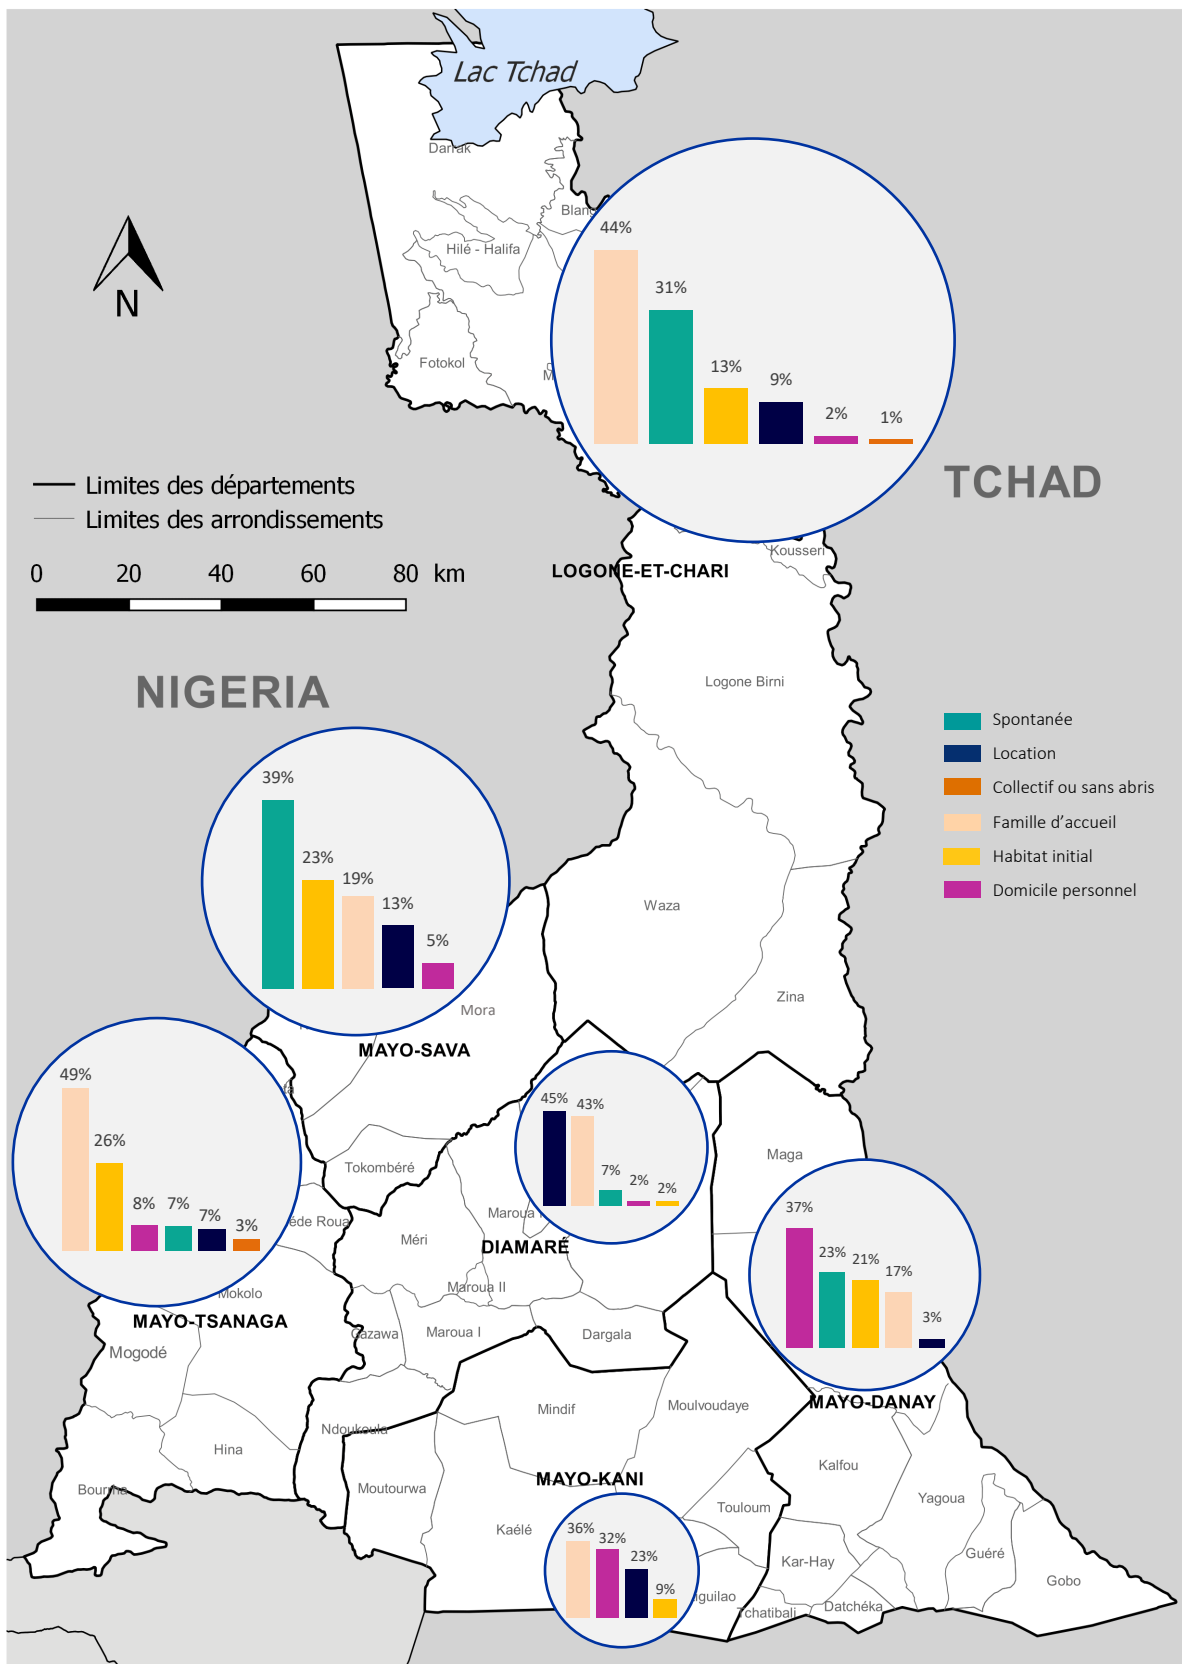 Lac Tchad
Darrak
Hilé - Halifa
Fotokol
N
44%
31%
13%
9%
2%
1%
TCHAD
Limites des départements
Limites des arrondissements
0 20 40 60 80 km
Kousseri
LOGONE-ET-CHARI
NIGERIA
Logone Birni
Spontanée
Location
Collectif ou sans abris
Famille d’accueil
Habitat initial
Domicile personnel
39%
23%
19%
13%
5%
Waza
Zina
Mora
MAYO-SAVA
49%
26%
8%
7%
7%
3%
45%
43%
7%
2%
2%
Tokombéré
Maga
Méri
DIAMARÉ
37%
23%
21%
17%
3%
Mokolo
MAYO-TSANAGA
Maroua II
Gazawa
Maroua I
Dargala
Mogodé
MAYO-DANAY
Mindif
Moulvoudaye
Ndoukoula
Hina
Kalfou
MAYO-KANI
Bourrha
Moutourwa
Touloum
Yagoua
Kaélé
36%
32%
23%
9%
Kar-Hay
Guéré
Gobo
iguilao
Tchatibali
Datchéka